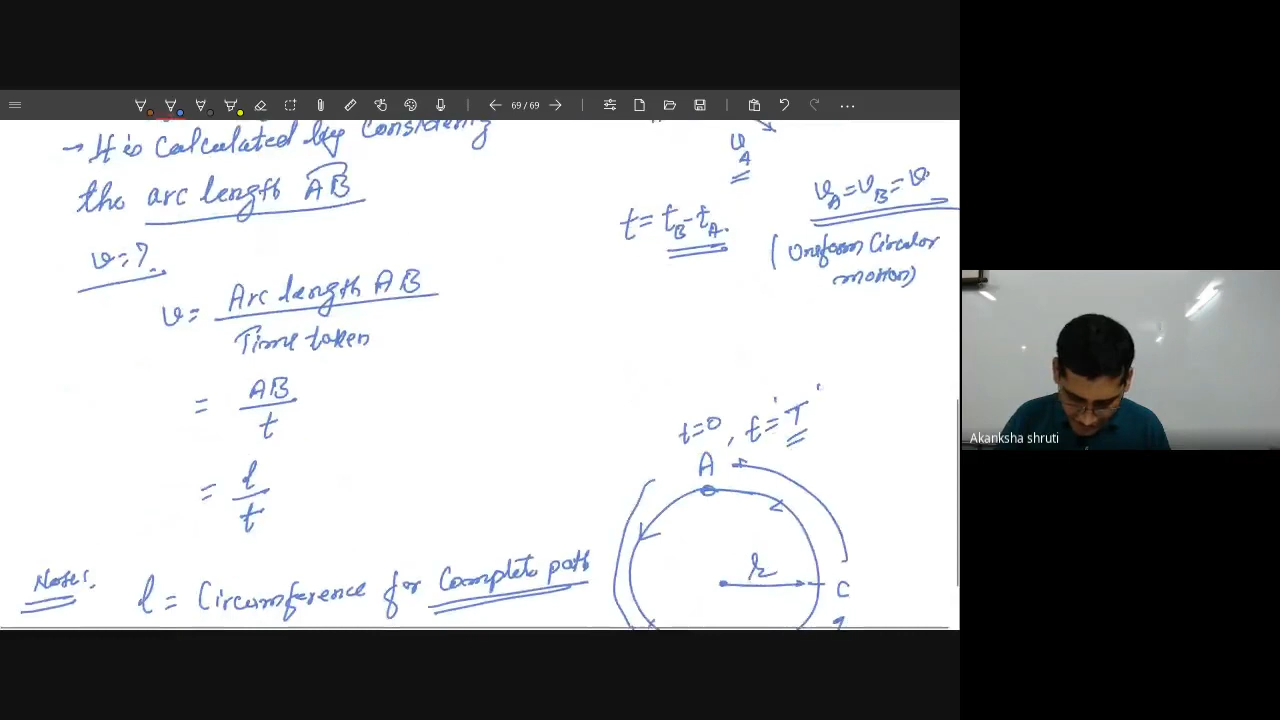 69/69
→ It is calculated by Considering
the arc length AB
v=?
v= Arc length AB
Time taken
= AB
t
= l
t
Note:
l = Circumference for Complete path
v
A
t = tB - tA.
vA = vB = v
( Uniform Circular
motion)
t=0, t='T'
A
r
C
Akanksha shruti